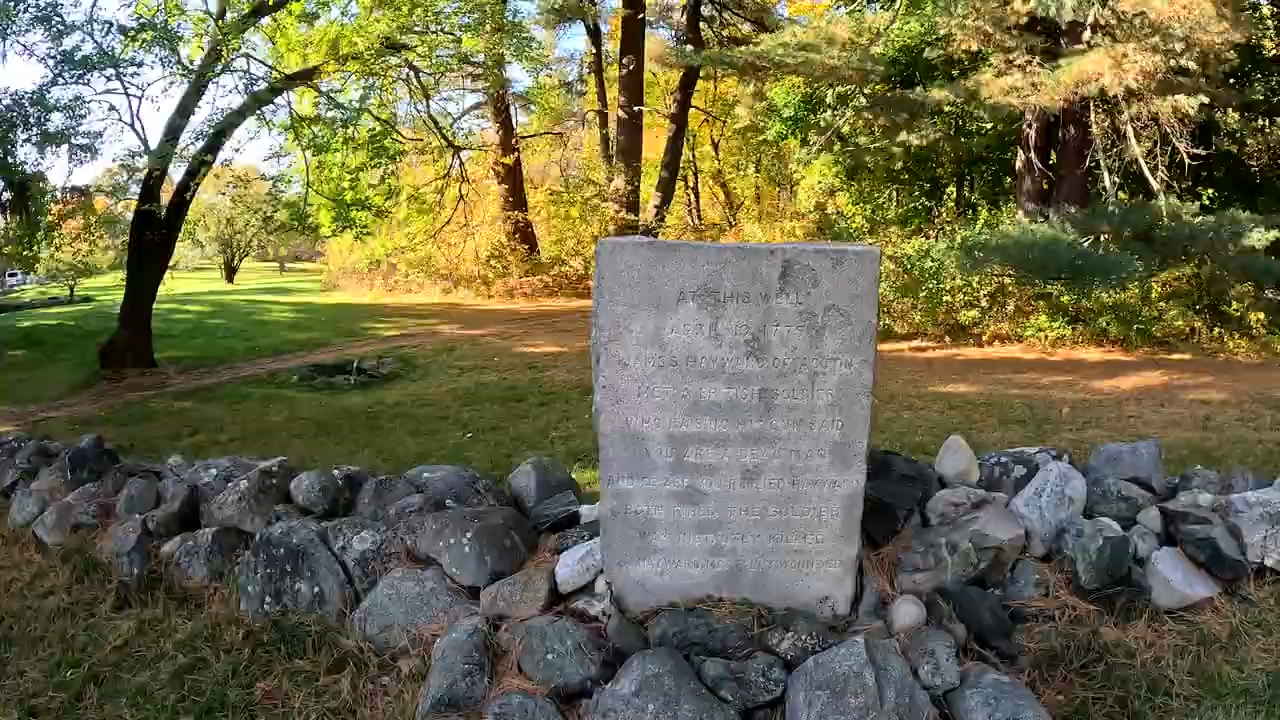 AT THIS WELL
APRIL 19 1775
JAMES HAYWARD OF ACTON
MET A BRITISH SOLDIER
WHO RAISING HIS GUN SAID
YOU ARE A DEAD MAN
AND SO ARE YOU REPLIED HAYWARD
BOTH FIRED THE SOLDIER
WAS INSTANTLY KILLED
& HAYWARD MORTALLY WOUNDED